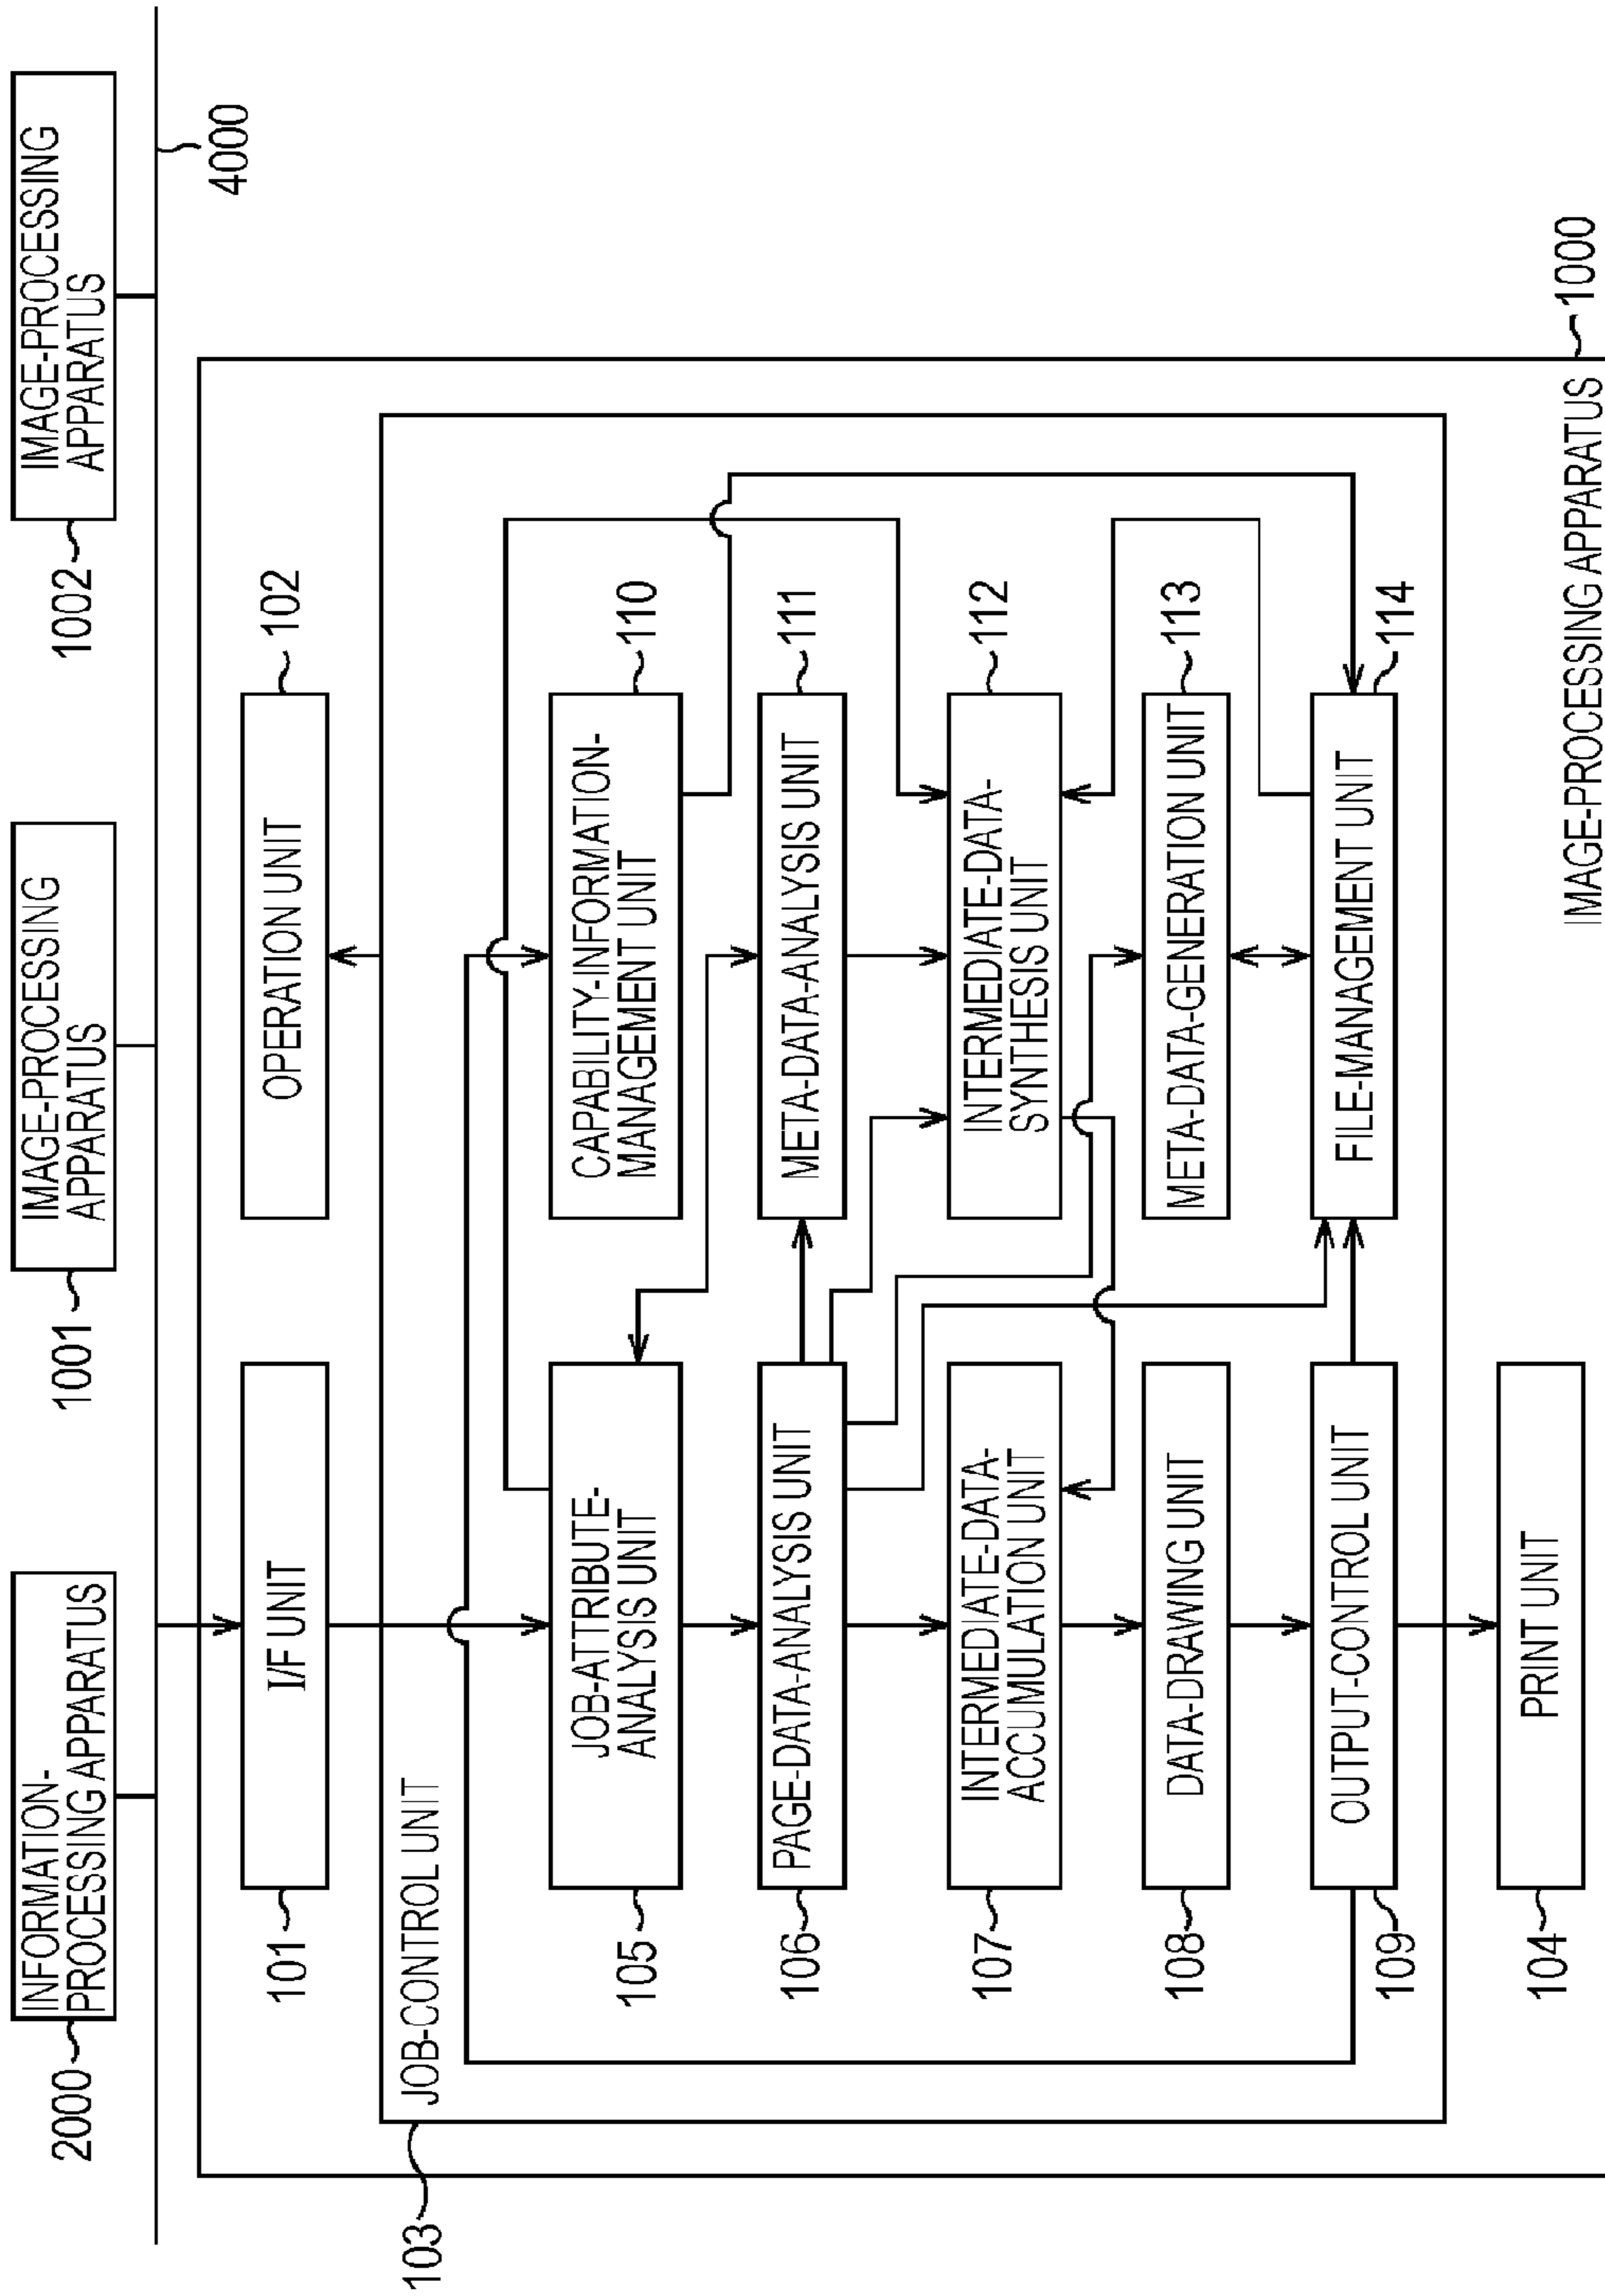 2000
INFORMATION-
PROCESSING APPARATUS
1001
IMAGE-PROCESSING
APPARATUS
1002
IMAGE-PROCESSING
APPARATUS
4000
101
I/F UNIT
OPERATION UNIT
102
103
JOB-CONTROL UNIT
105
JOB-ATTRIBUTE-
ANALYSIS UNIT
CAPABILITY-INFORMATION-
MANAGEMENT UNIT
110
106
PAGE-DATA-ANALYSIS UNIT
META-DATA-ANALYSIS UNIT
111
107
INTERMEDIATE-DATA-
ACCUMULATION UNIT
INTERMEDIATE-DATA-
SYNTHESIS UNIT
112
108
DATA-DRAWING UNIT
META-DATA-GENERATION UNIT
113
109
OUTPUT-CONTROL UNIT
FILE-MANAGEMENT UNIT
114
104
PRINT UNIT
IMAGE-PROCESSING APPARATUS
1000